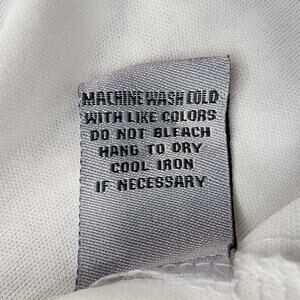 MACHINE WASH COLD
WITH LIKE COLORS
DO NOT BLEACH
HANG TO DRY
COOL IRON
IF NECESSARY